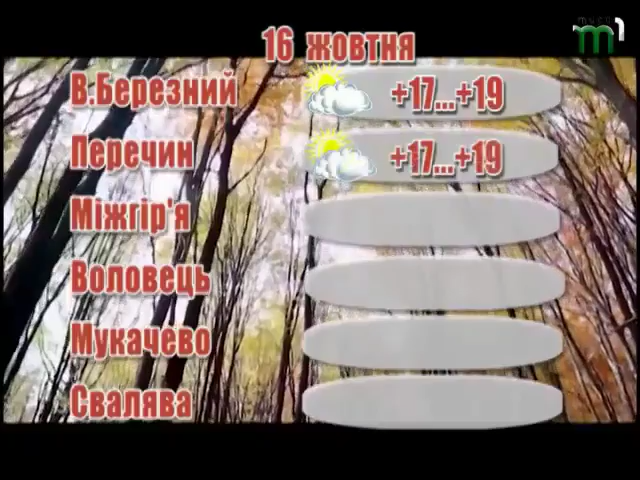 16 жовтня
В.Березний +17...+19
Перечин +17...+19
Міжгір'я
Воловець
Мукачево
Свалява